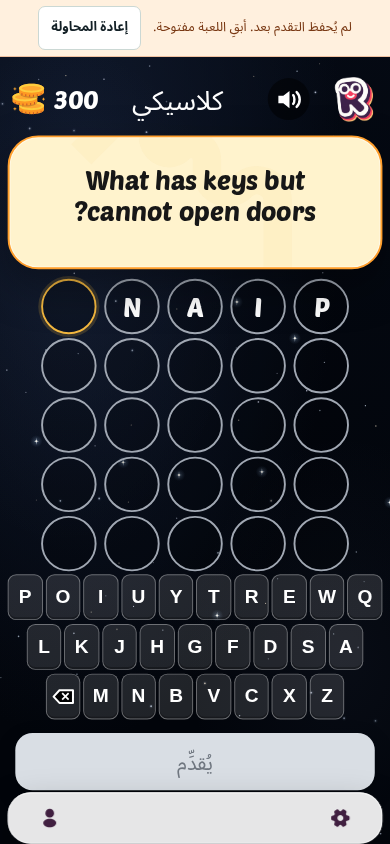 لم يُحفظ التقدم بعد. أبقِ اللعبة مفتوحة. إعادة المحاولة
R كلاسيكي 300
What has keys but
cannot open doors?
P I A N
Q W E R T Y U I O P
A S D F G H J K L
Z X C V B N M
يُقدِّم